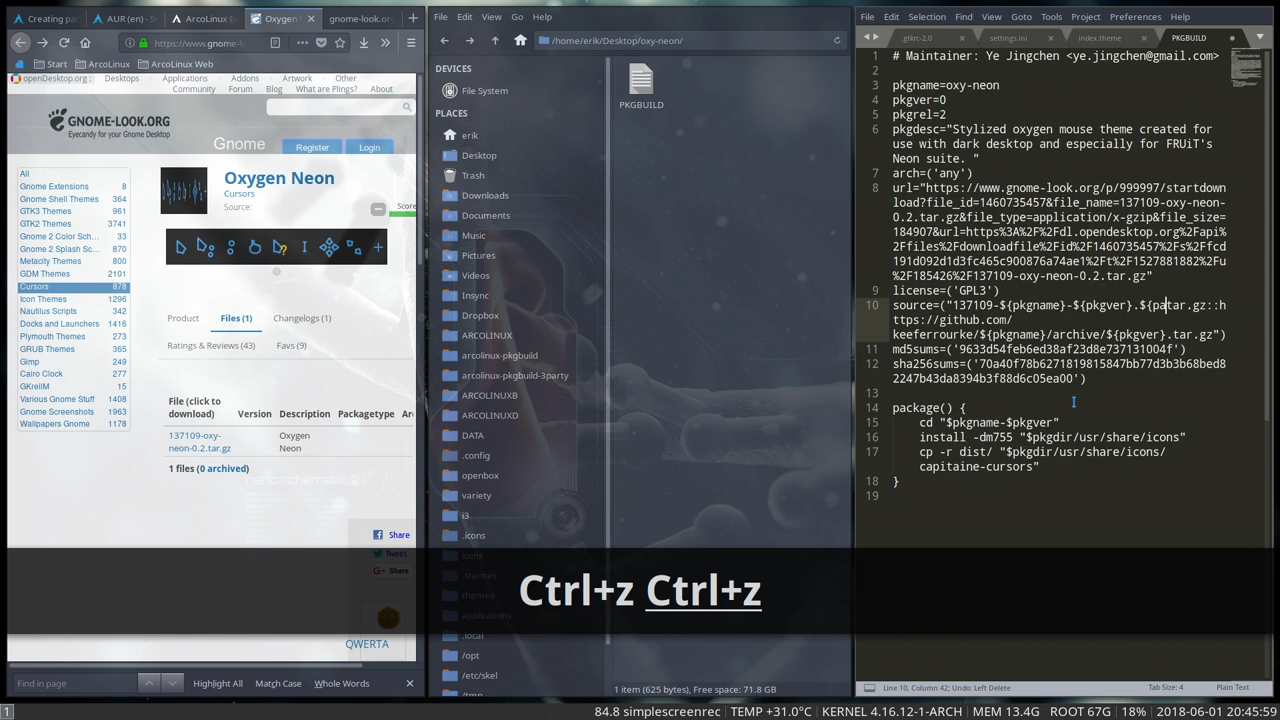 Creating pa
AUR (en) - S
ArcoLinux E
Oxygen
gnome-look.org
https://www.gnome-l
Start
ArcoLinux
ArcoLinux Web
openDesktop.org :
Desktops
Applications
Addons
Artwork
Other
Community
Forum
Blog
What are Plings?
About
GNOME-LOOK.ORG
Eyecandy for your Gnome Desktop
Gnome
Register
Login
All
Gnome Extensions 8
Gnome Shell Themes 364
GTK3 Themes 961
GTK2 Themes 3741
Gnome 2 Color Sch... 33
Gnome 2 Splash Sc... 870
Metacity Themes 800
GDM Themes 2101
Cursors 878
Icon Themes 1296
Nautilus Scripts 342
Docks and Launchers 1416
Plymouth Themes 273
GRUB Themes 365
Gimp 249
Cairo Clock 277
GKrellM 15
Various Gnome Stuff 1108
Gnome Screenshots 1963
Wallpapers Gnome 1178
Oxygen Neon
Cursors
Source:
Score
Product
Files (1)
Changelogs (1)
Ratings & Reviews (43)
Favs (9)
File (click to download) Version Description Packagetype Arc
137109-oxy-neon-0.2.tar.gz
Oxygen Neon
1 files (0 archived)
Share
Tweet
Share
QWERTA
Find in page
Highlight All
Match Case
Whole Words
File Edit View Go Help
/home/erik/Desktop/oxy-neon/
DEVICES
File System
PLACES
erik
Desktop
Trash
Downloads
Documents
Music
Pictures
Videos
Insync
Dropbox
ARCOLINUX
arcolinux-pkgbuild
arcolinux-pkgbuild-3party
ARCOLINUXB
ARCOLINUXD
DATA
.config
openbox
variety
i3
.icons
icons
.themes
themes
applications
.local
/opt
/etc/skel
/tmp
PKGBUILD
1 item (625 bytes), Free space: 71.8 GB
File Edit Selection Find View Goto Tools Project Preferences Help
.gtkrc-2.0
settings.ini
index.theme
PKGBUILD
1 # Maintainer: Ye Jingchen <ye.jingchen@gmail.com>
2
3 pkgname=oxy-neon
4 pkgver=0
5 pkgrel=2
6 pkgdesc="Stylized oxygen mouse theme created for
use with dark desktop and especially for FRUiT's
Neon suite. "
7 arch=('any')
8 url="https://www.gnome-look.org/p/999997/startdown
load?file_id=1460735457&file_name=137109-oxy-neon-
0.2.tar.gz&file_type=application/x-gzip&file_size=
184907&url=https%3A%2F%2Fdl.opendesktop.org%2Fapi%
2Ffiles%2Fdownloadfile%2Fid%2F1460735457%2Fs%2Ffcd
191d092d1d3fc465c900876a74ae1%2Ft%2F1527881882%2Fu
%2F185426%2F137109-oxy-neon-0.2.tar.gz"
9 license=('GPL3')
10 source=("137109-${pkgname}-${pkgver}.${patar.gz::h
ttps://github.com/
keeferrourke/${pkgname}/archive/${pkgver}.tar.gz")
11 md5sums=('9633d54feb6ed38af23d8e737131004f')
12 sha256sums=('70a40f78b6271819815847bb77d3b3b68bed8
2247b43da8394b3f88d6c05ea00')
13
14 package() {
15 cd "$pkgname-$pkgver"
16 install -dm755 "$pkgdir/usr/share/icons"
17 cp -r dist/ "$pkgdir/usr/share/icons/
capitaine-cursors"
18 }
19
Line 10, Column 42; Undo: Left Delete
Tab Size: 4
Plain Text
Ctrl+z Ctrl+z
1
84.8 simplescreenrec | TEMP +31.0°C | KERNEL 4.16.12-1-ARCH | MEM 13.4G | ROOT 67G | 18% | 2018-06-01 20:45:59